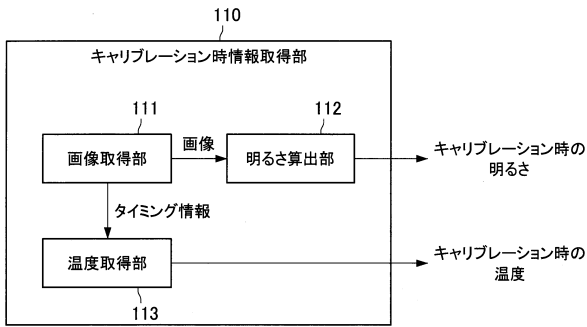 110
キャリブレーション時情報取得部
111
112
画像取得部
画像
明るさ算出部
キャリブレーション時の
明るさ
タイミング情報
温度取得部
キャリブレーション時の
温度
113